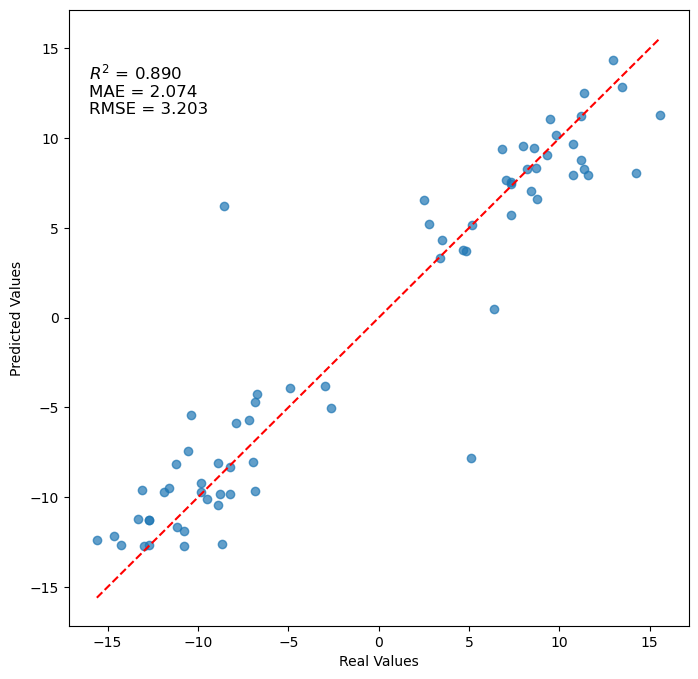 R² = 0.890
MAE = 2.074
RMSE = 3.203
15
10
5
0
−5
−10
−15
Predicted Values
−15 −10 −5 0 5 10 15
Real Values